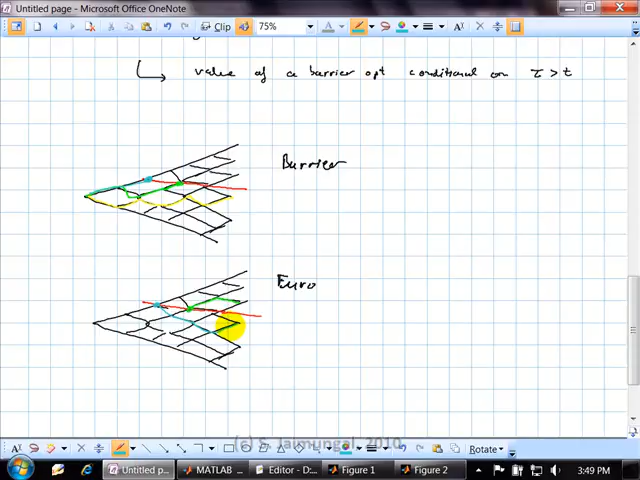 Untitled page - Microsoft Office OneNote
Clip
75%
value of a barrier opt conditional on τ > t
Barrier
Euro
(c) S. Jaimungal, 2010
Rotate
Untitled p...
MATLAB
Editor - D:...
Figure 1
Figure 2
3:49 PM